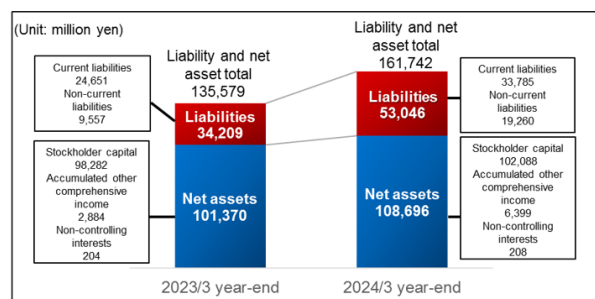 (Unit: million yen)
Liability and net
asset total
135,579
Liability and net
asset total
161,742
Current liabilities
24,651
Non-current
liabilities
9,557
Liabilities
34,209
Liabilities
53,046
Current liabilities
33,785
Non-current
liabilities
19,260
Stockholder capital
98,282
Accumulated other
comprehensive
income
2,884
Non-controlling
interests
204
Net assets
101,370
Net assets
108,696
Stockholder capital
102,088
Accumulated other
comprehensive
income
6,399
Non-controlling
interests
208
2023/3 year-end
2024/3 year-end